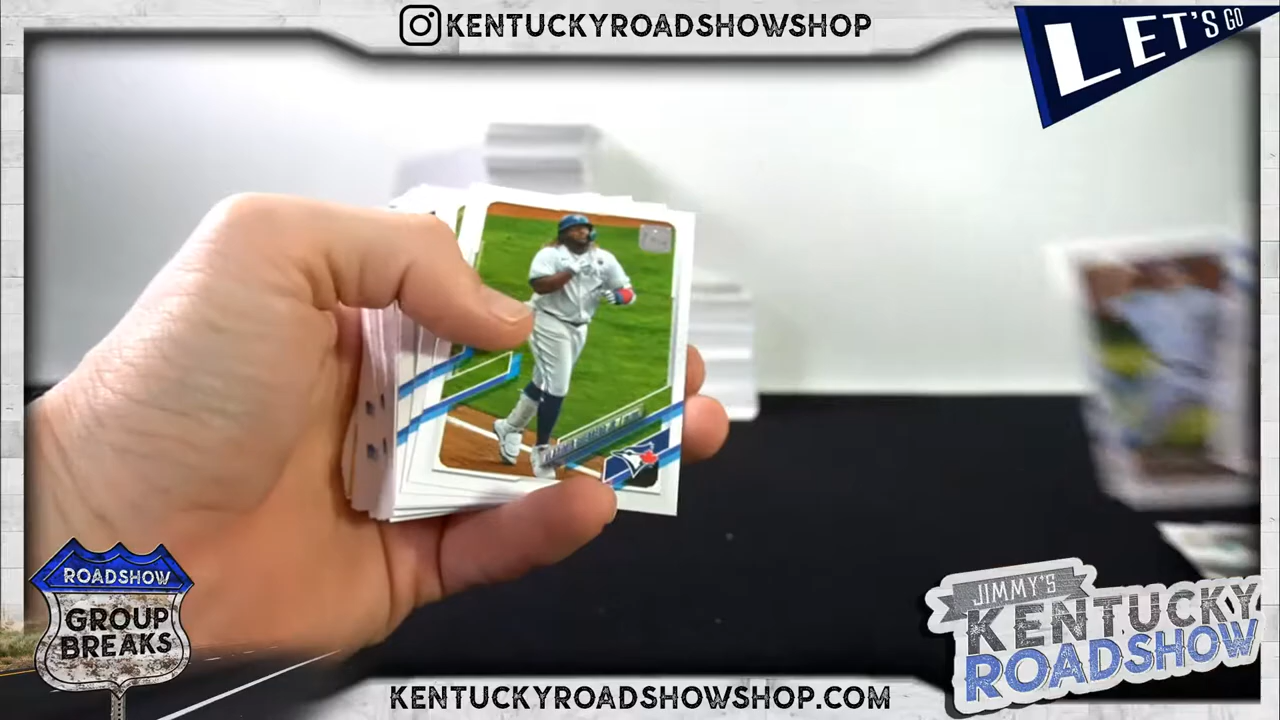 KENTUCKYROADSHOWSHOP
LET'S GO
ROADSHOW
GROUP
BREAKS
JIMMY'S
KENTUCKY
ROADSHOW
KENTUCKYROADSHOWSHOP.COM